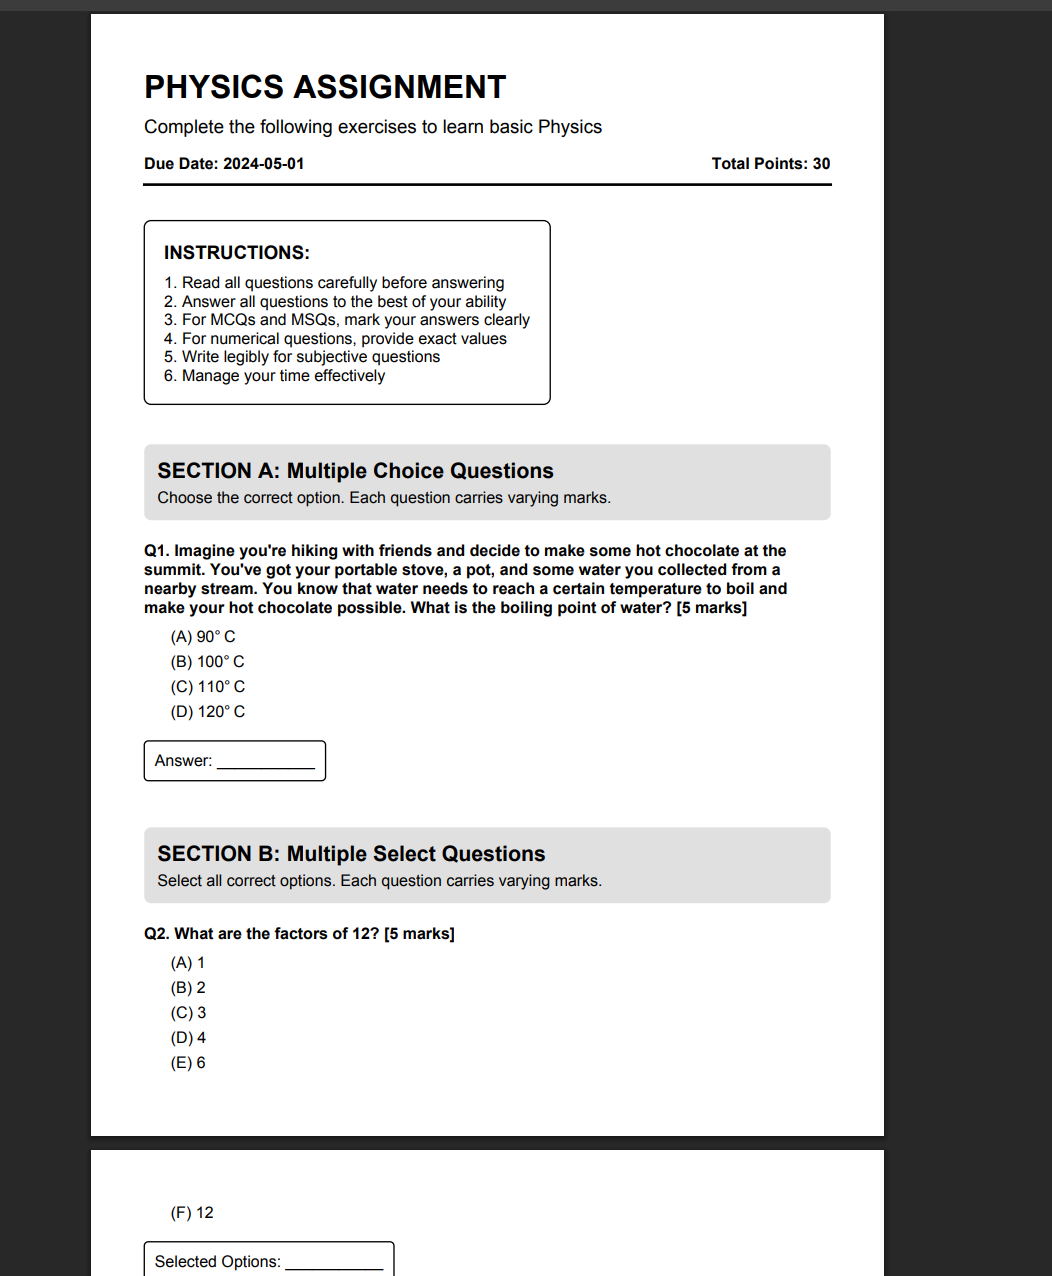 PHYSICS ASSIGNMENT
Complete the following exercises to learn basic Physics
Due Date: 2024-05-01 Total Points: 30
INSTRUCTIONS:
1. Read all questions carefully before answering
2. Answer all questions to the best of your ability
3. For MCQs and MSQs, mark your answers clearly
4. For numerical questions, provide exact values
5. Write legibly for subjective questions
6. Manage your time effectively
SECTION A: Multiple Choice Questions
Choose the correct option. Each question carries varying marks.
Q1. Imagine you're hiking with friends and decide to make some hot chocolate at the
summit. You've got your portable stove, a pot, and some water you collected from a
nearby stream. You know that water needs to reach a certain temperature to boil and
make your hot chocolate possible. What is the boiling point of water? [5 marks]
(A) 90° C
(B) 100° C
(C) 110° C
(D) 120° C
Answer: ___________
SECTION B: Multiple Select Questions
Select all correct options. Each question carries varying marks.
Q2. What are the factors of 12? [5 marks]
(A) 1
(B) 2
(C) 3
(D) 4
(E) 6
(F) 12
Selected Options: ___________